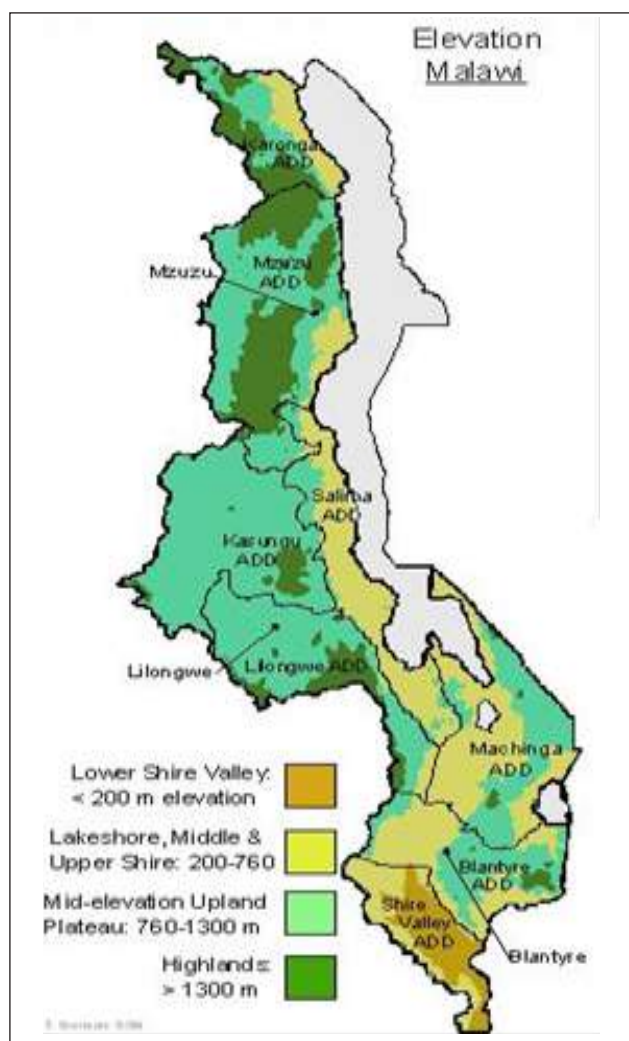 Elevation
Malawi
Karonga
ADD
Mzuzu
Mzuzu
ADD
Salima
ADD
Kasungu
ADD
Lilongwe
Lilongwe ADD
Machinga
ADD
Lower Shire Valley:
< 200 m elevation
Lakeshore, Middle &
Upper Shire: 200-760
Mid-elevation Upland
Plateau: 760-1300 m
Highlands:
> 1300 m
Blantyre
ADD
Shire
Valley
ADD
Blantyre